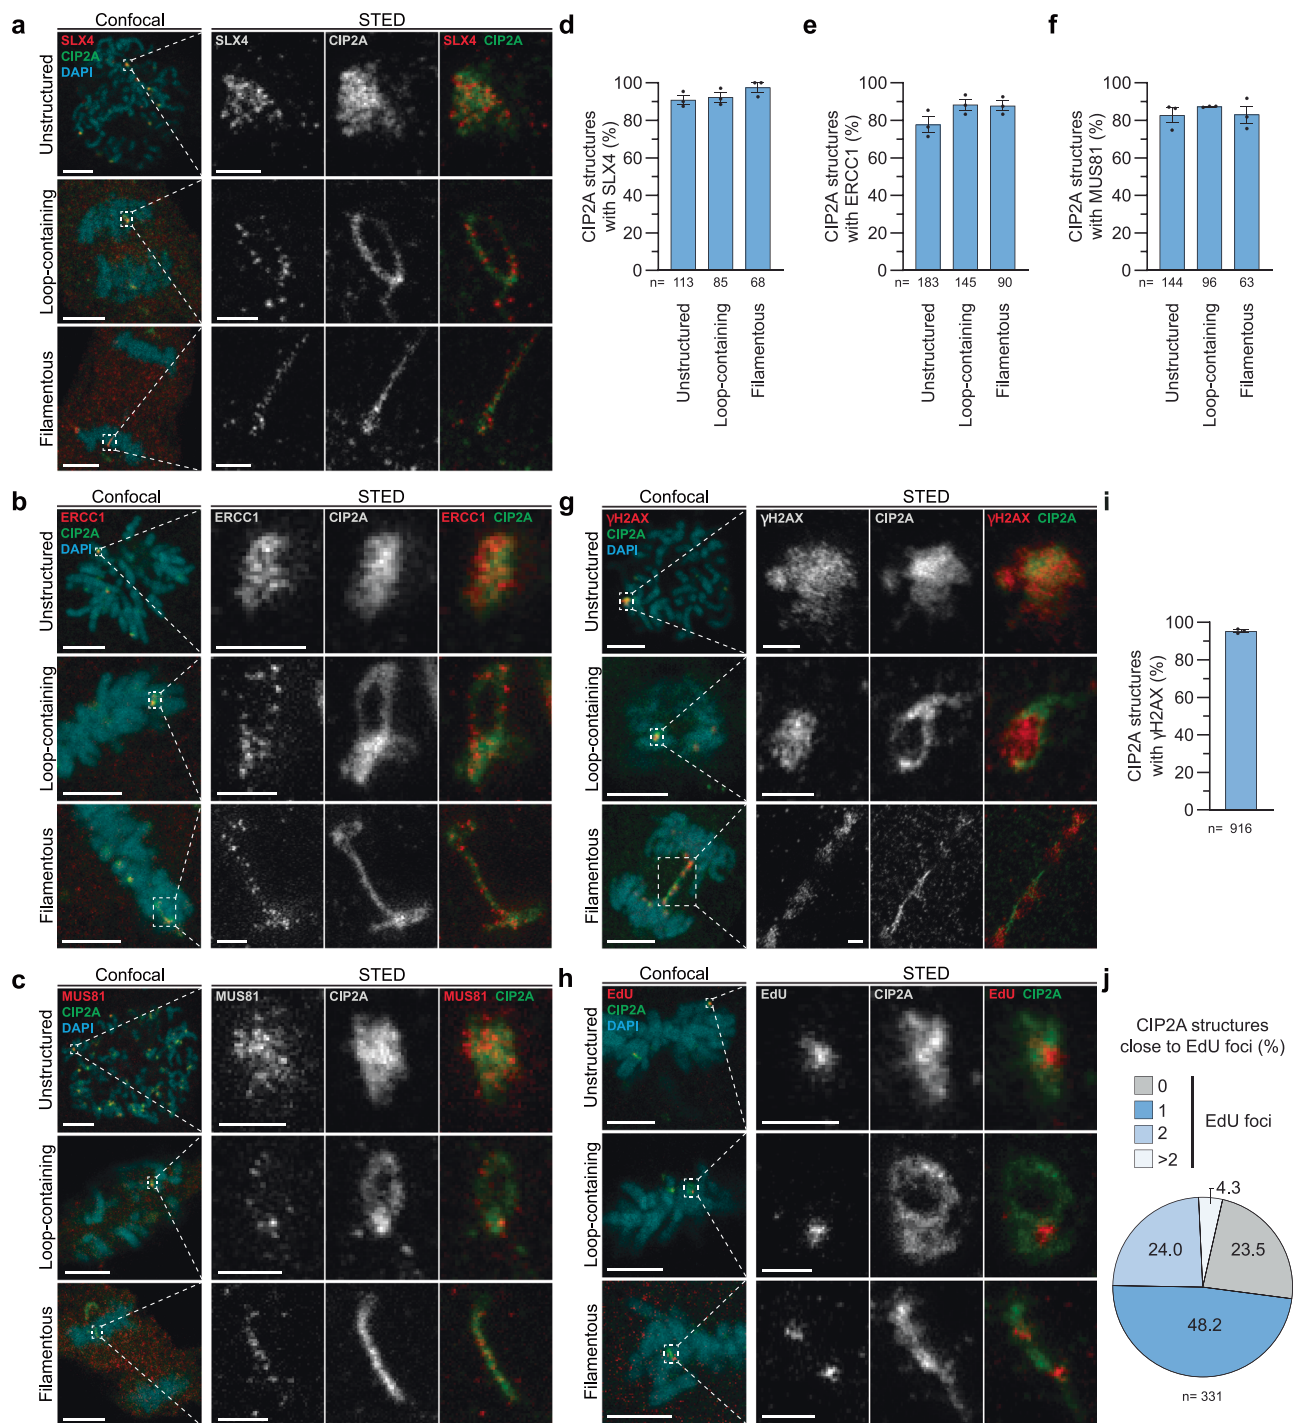 a
Confocal
STED
SLX4
CIP2A
DAPI
SLX4
CIP2A
SLX4 CIP2A
Unstructured
Loop-containing
Filamentous
d
CIP2A structures
with SLX4 (%)
100
80
60
40
20
0
n= 113 85 68
Unstructured
Loop-containing
Filamentous
e
CIP2A structures
with ERCC1 (%)
100
80
60
40
20
0
n= 183 145 90
Unstructured
Loop-containing
Filamentous
f
CIP2A structures
with MUS81 (%)
100
80
60
40
20
0
n= 144 96 63
Unstructured
Loop-containing
Filamentous
b
Confocal
STED
ERCC1
CIP2A
DAPI
ERCC1
CIP2A
ERCC1 CIP2A
Unstructured
Loop-containing
Filamentous
g
Confocal
STED
γH2AX
CIP2A
DAPI
γH2AX
CIP2A
γH2AX CIP2A
Unstructured
Loop-containing
Filamentous
i
CIP2A structures
with γH2AX (%)
100
80
60
40
20
0
n= 916
c
Confocal
STED
MUS81
CIP2A
DAPI
MUS81
CIP2A
MUS81 CIP2A
Unstructured
Loop-containing
Filamentous
h
Confocal
STED
EdU
CIP2A
DAPI
EdU
CIP2A
EdU CIP2A
Unstructured
Loop-containing
Filamentous
j
CIP2A structures
close to EdU foci (%)
0
1
2
>2
EdU foci
4.3
24.0
23.5
48.2
n= 331